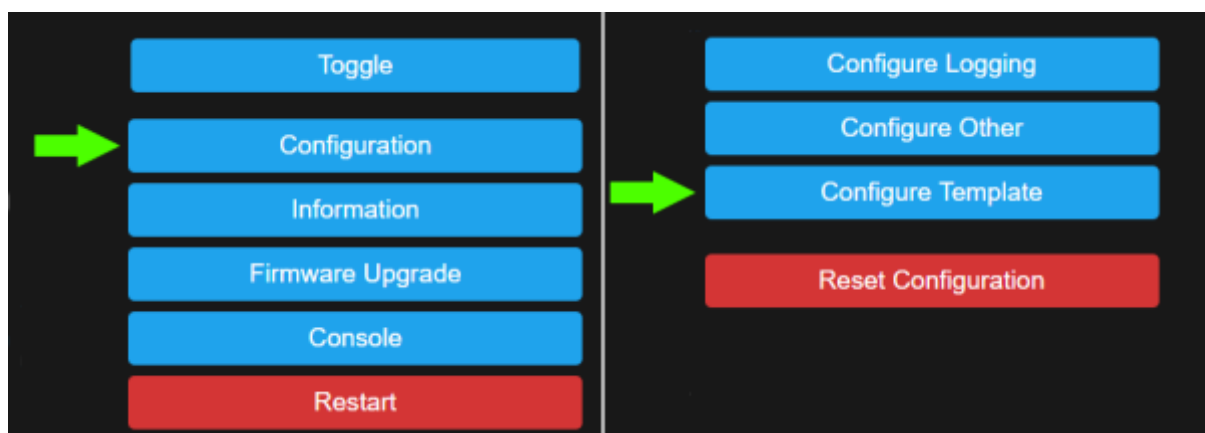 Toggle
Configuration
Information
Firmware Upgrade
Console
Restart
Configure Logging
Configure Other
Configure Template
Reset Configuration